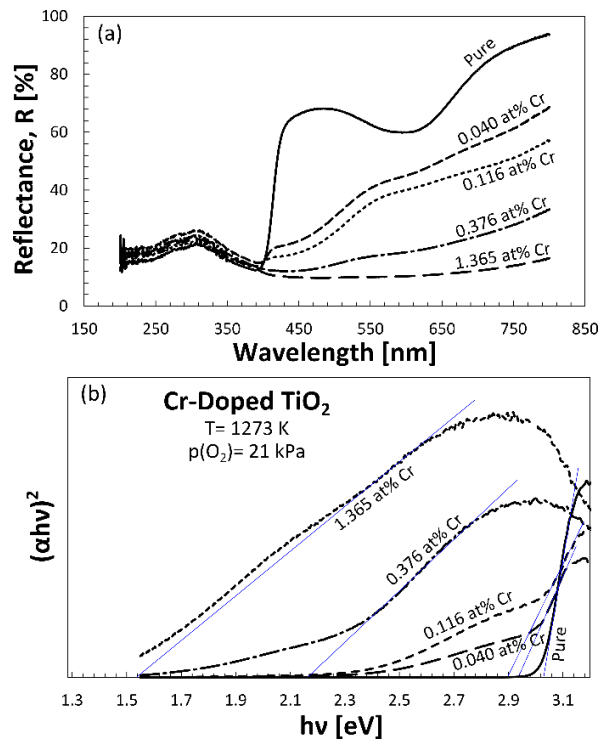 (a)
Reflectance, R [%]
100
80
60
40
20
0
Pure
0.040 at% Cr
0.116 at% Cr
0.376 at% Cr
1.365 at% Cr
150 250 350 450 550 650 750 850
Wavelength [nm]
(b)
Cr-Doped TiO₂
T= 1273 K
p(O₂)= 21 kPa
(αhν)²
1.365 at% Cr
0.376 at% Cr
0.116 at% Cr
0.040 at% Cr
Pure
1.3 1.5 1.7 1.9 2.1 2.3 2.5 2.7 2.9 3.1
hν [eV]